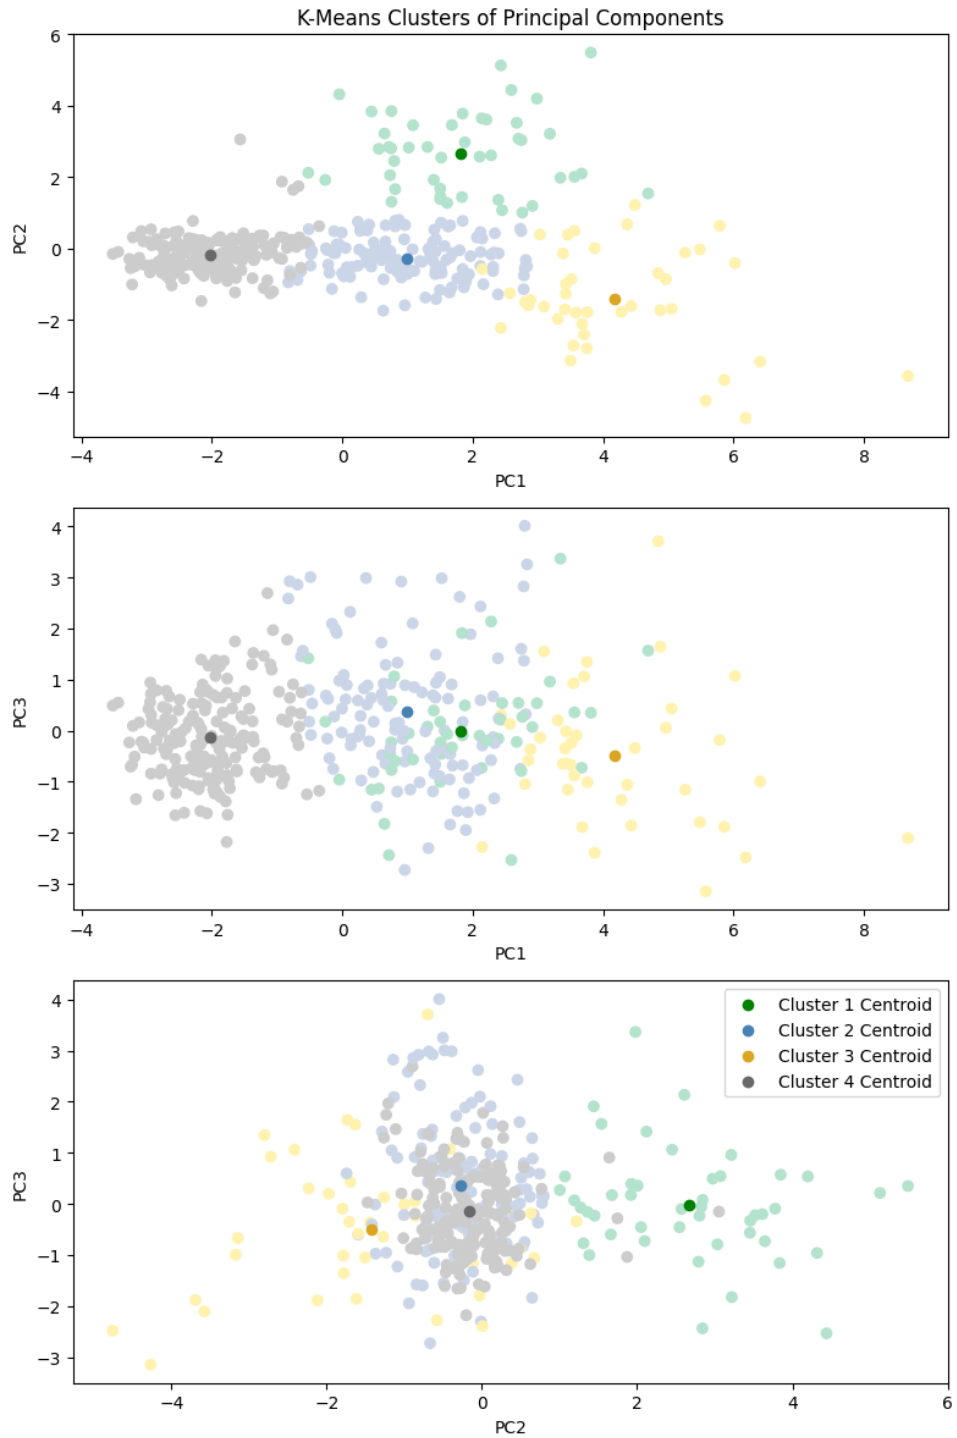 K-Means Clusters of Principal Components
6
4
2
0
−2
−4
PC2
−4 −2 0 2 4 6 8
PC1
4
3
2
1
0
−1
−2
−3
PC3
−4 −2 0 2 4 6 8
PC1
4
3
2
1
0
−1
−2
−3
PC3
Cluster 1 Centroid
Cluster 2 Centroid
Cluster 3 Centroid
Cluster 4 Centroid
−4 −2 0 2 4 6
PC2